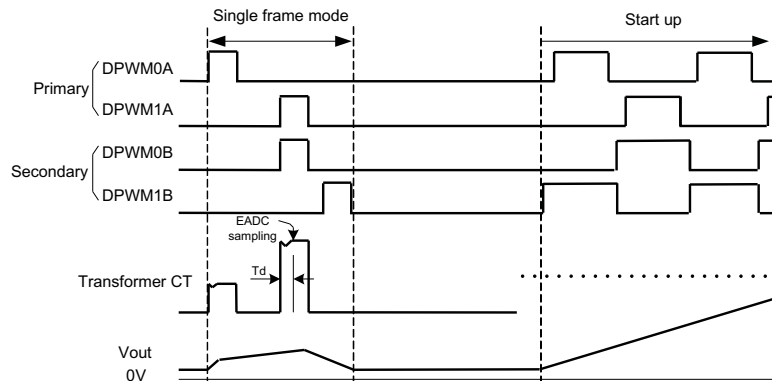 Single frame mode
Start up
Primary
DPWM0A
DPWM1A
Secondary
DPWM0B
DPWM1B
EADC
sampling
Td
Transformer CT
Vout
0V